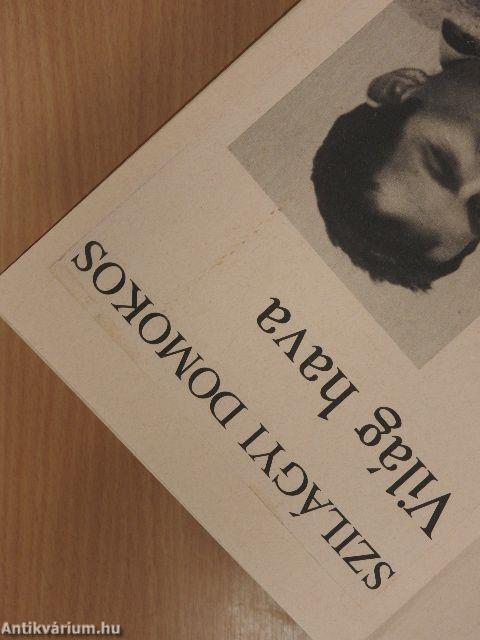 SZILÁGYI DOMOKOS
Világ hava
Antikvárium.hu